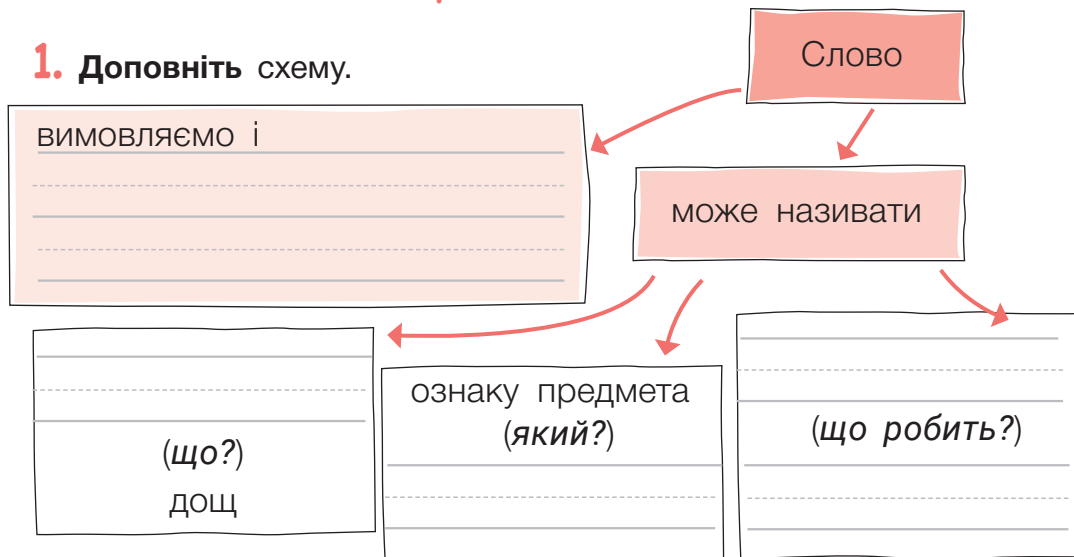 1. Доповніть схему.
Слово
вимовляємо і
може називати
(що?)
дощ
ознаку предмета
(який?)
(що робить?)